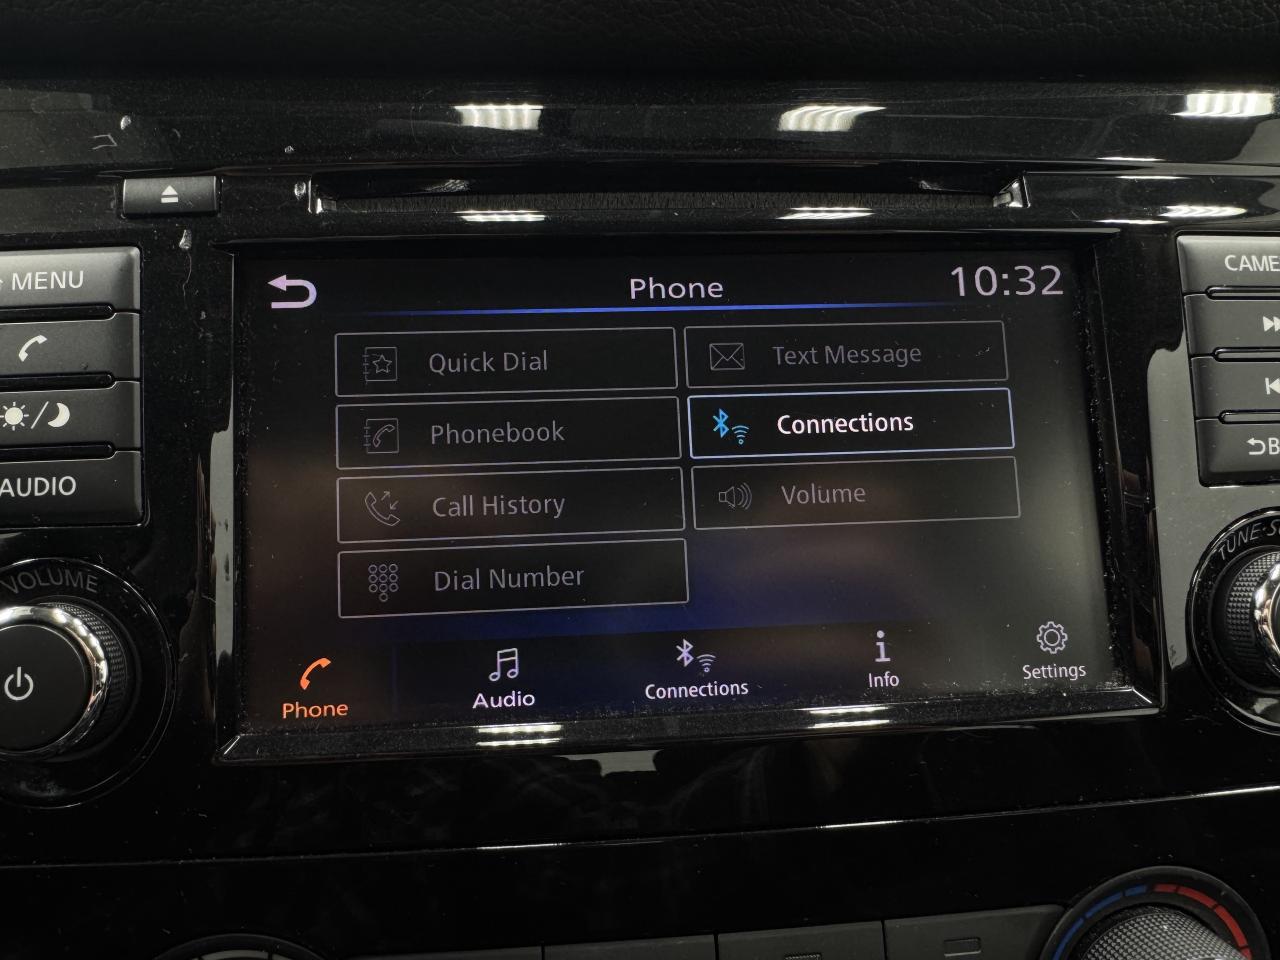 MENU
AUDIO
VOLUME
Phone
10:32
Quick Dial
Text Message
Phonebook
Connections
Call History
Volume
Dial Number
Phone
Audio
Connections
Info
Settings
CAME
B
TUNE·S